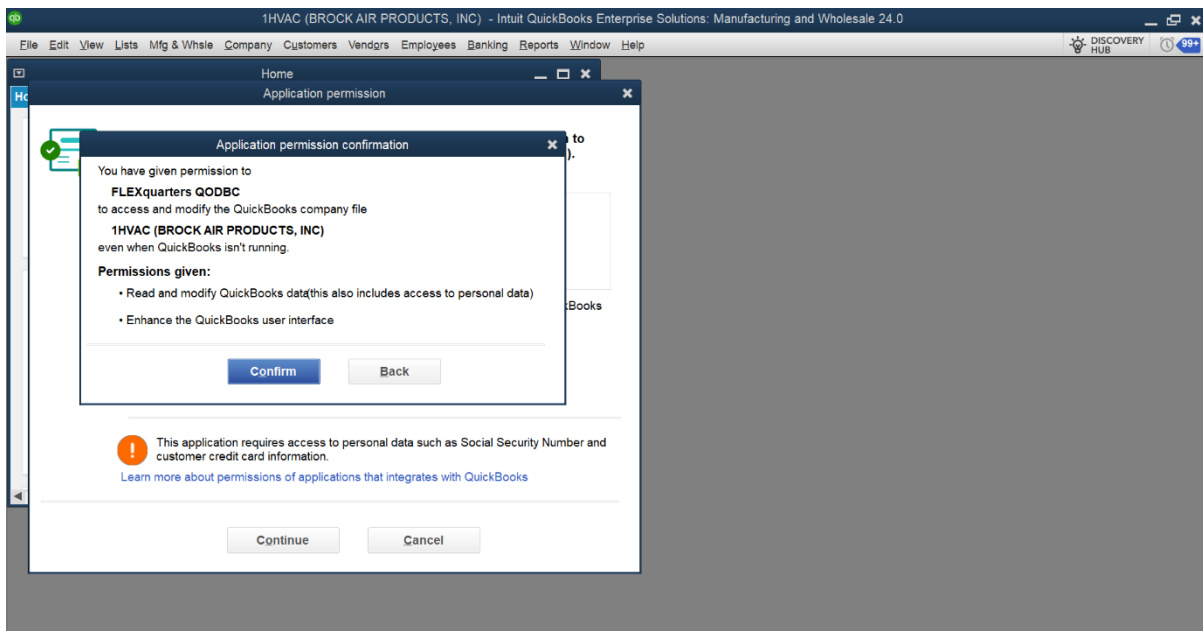 qb
1HVAC (BROCK AIR PRODUCTS, INC) - Intuit QuickBooks Enterprise Solutions: Manufacturing and Wholesale 24.0
File Edit View Lists Mfg & Whsle Company Customers Vendors Employees Banking Reports Window Help
DISCOVERY
HUB
99+
Home
Application permission
Ho
to
).
Application permission confirmation
You have given permission to
FLEXquarters QODBC
to access and modify the QuickBooks company file
1HVAC (BROCK AIR PRODUCTS, INC)
even when QuickBooks isn't running.
Permissions given:
• Read and modify QuickBooks data(this also includes access to personal data)
• Enhance the QuickBooks user interface
Books
Confirm Back
This application requires access to personal data such as Social Security Number and
customer credit card information.
Learn more about permissions of applications that integrates with QuickBooks
Continue Cancel